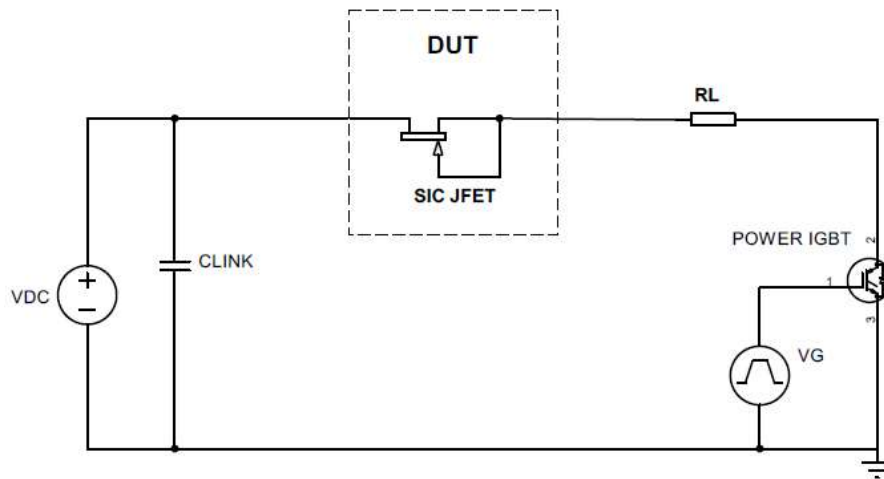 DUT
RL
SIC JFET
POWER IGBT
2
CLINK
1
VDC
+
−
3
VG